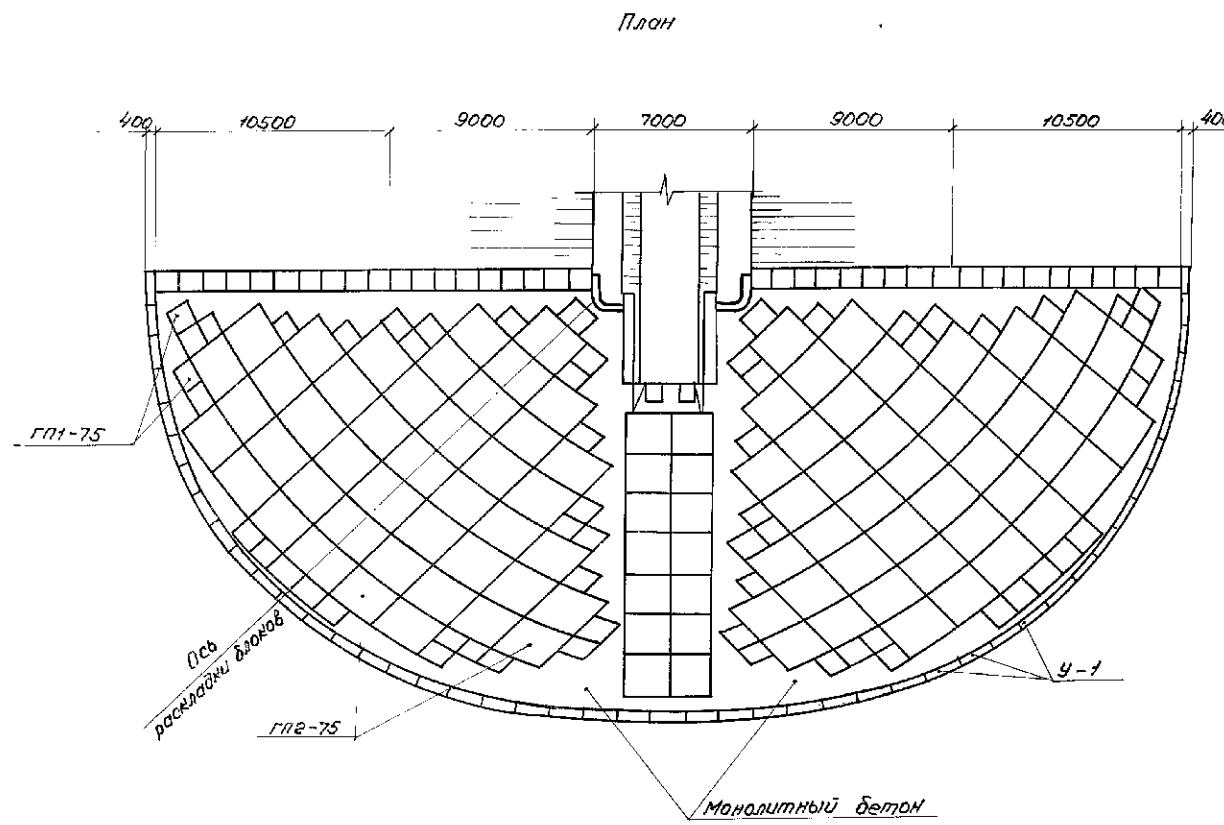 План
400 10500 9000 7000 9000 10500 400
ГП1-75
Ось
раскладки блоков
ГП2-75
У-1
Монолитный бетон